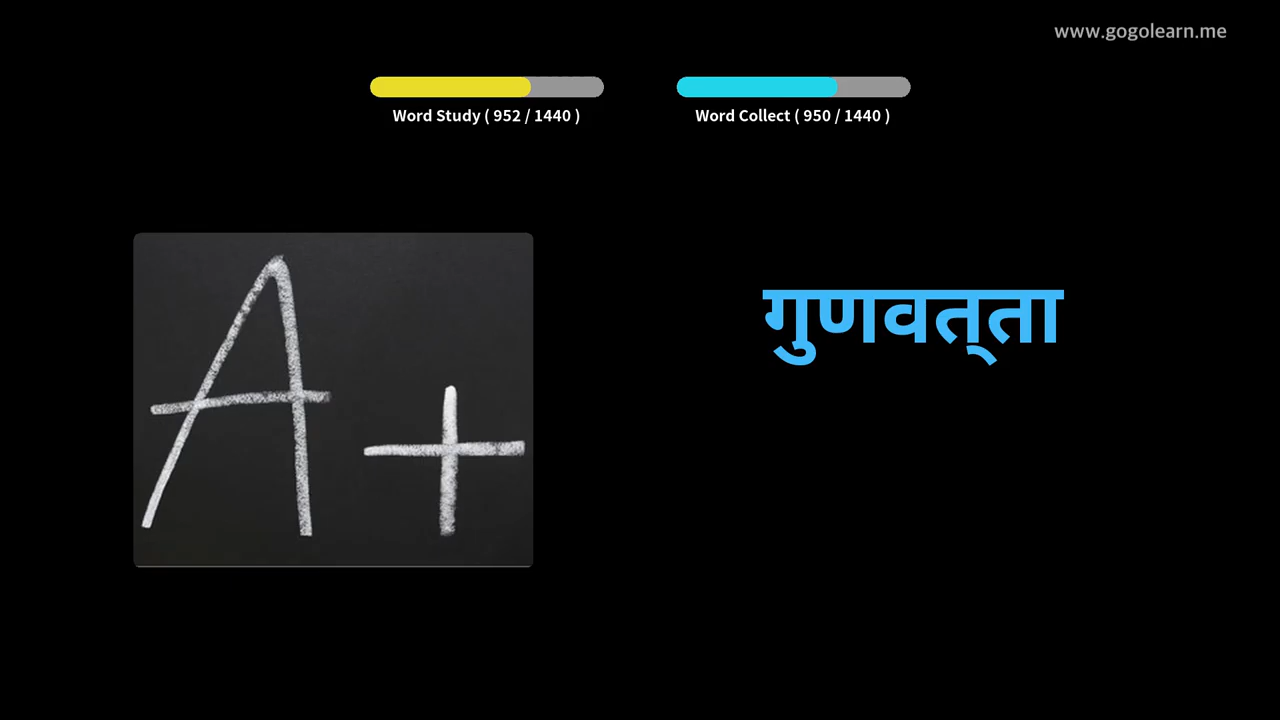 www.gogolearn.me
Word Study ( 952 / 1440 )
Word Collect ( 950 / 1440 )
A+
गुणवत्‌ता